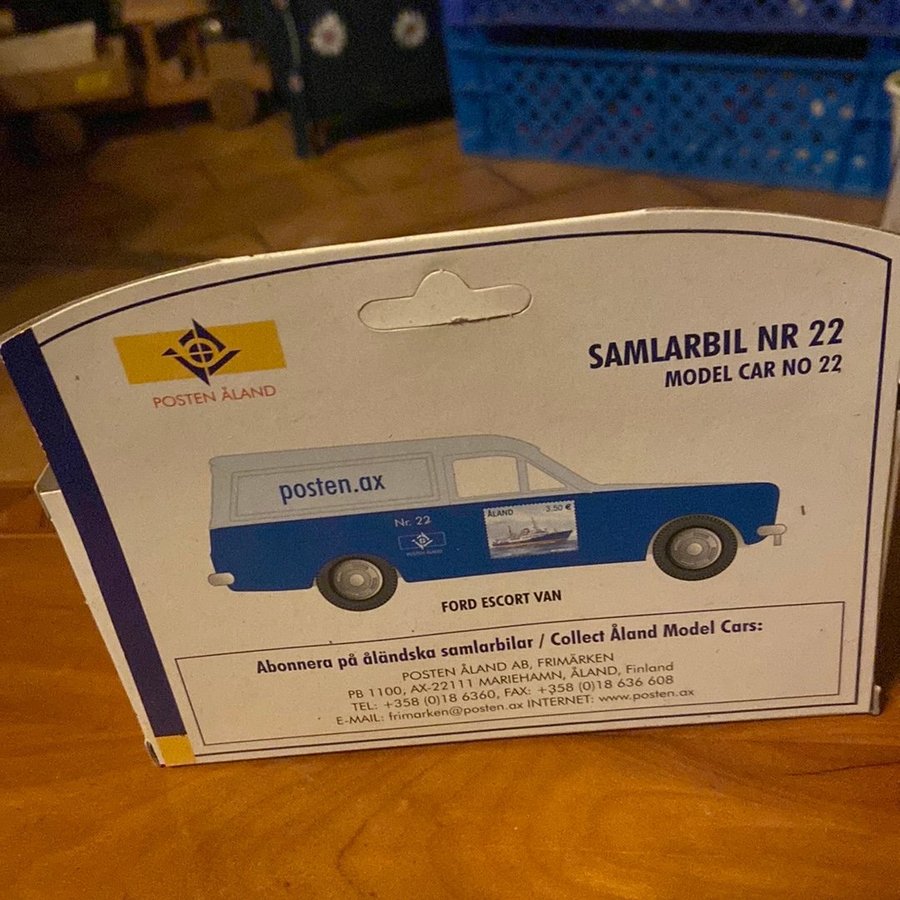 POSTEN ÅLAND
SAMLARBIL NR 22
MODEL CAR NO 22
posten.ax
Nr. 22
POSTEN ÅLAND
ÅLAND 3,50 €
FORD ESCORT VAN
Abonnera på åländska samlarbilar / Collect Åland Model Cars:
POSTEN ÅLAND AB, FRIMÄRKEN
PB 1100, AX-22111 MARIEHAMN, ÅLAND, Finland
TEL: +358 (0)18 6360, FAX: +358 (0)18 636 608
E-MAIL: frimarken@posten.ax INTERNET: www.posten.ax